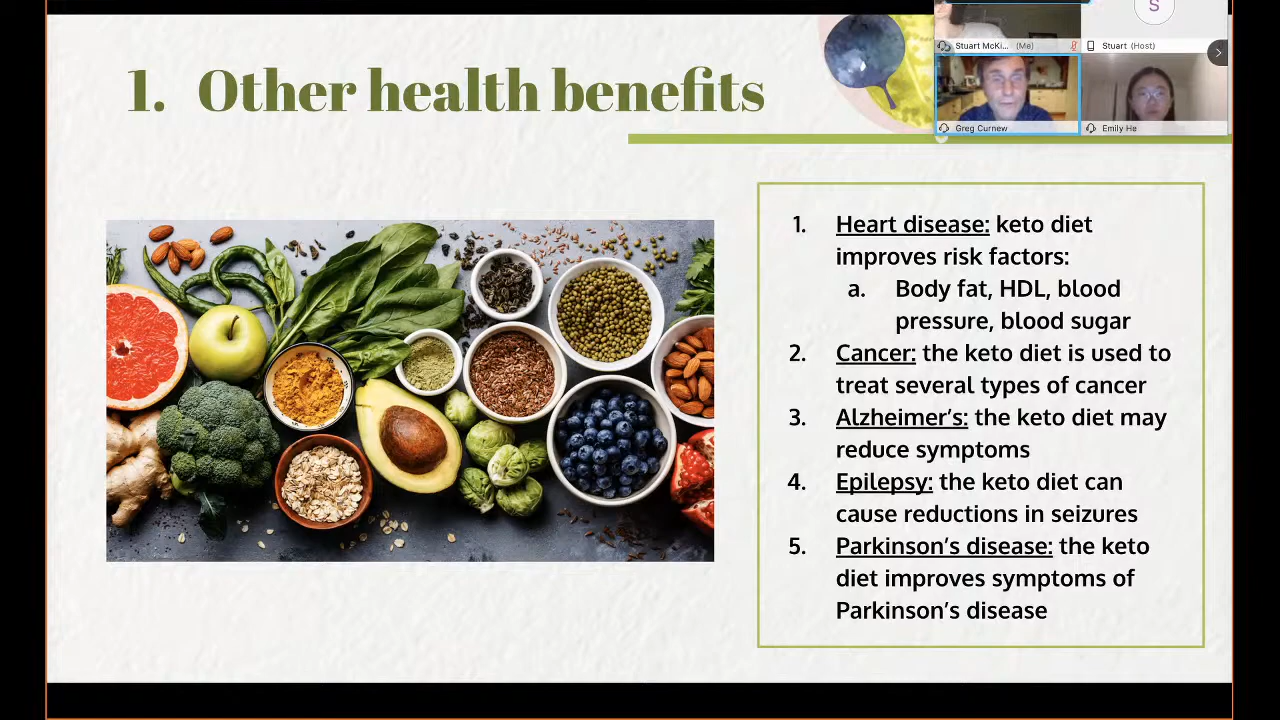 1. Other health benefits
S
Stuart McKi... (Me)
Stuart (Host)
Greg Curnew
Emily He
1. Heart disease: keto diet
improves risk factors:
a. Body fat, HDL, blood
pressure, blood sugar
2. Cancer: the keto diet is used to
treat several types of cancer
3. Alzheimer's: the keto diet may
reduce symptoms
4. Epilepsy: the keto diet can
cause reductions in seizures
5. Parkinson's disease: the keto
diet improves symptoms of
Parkinson's disease